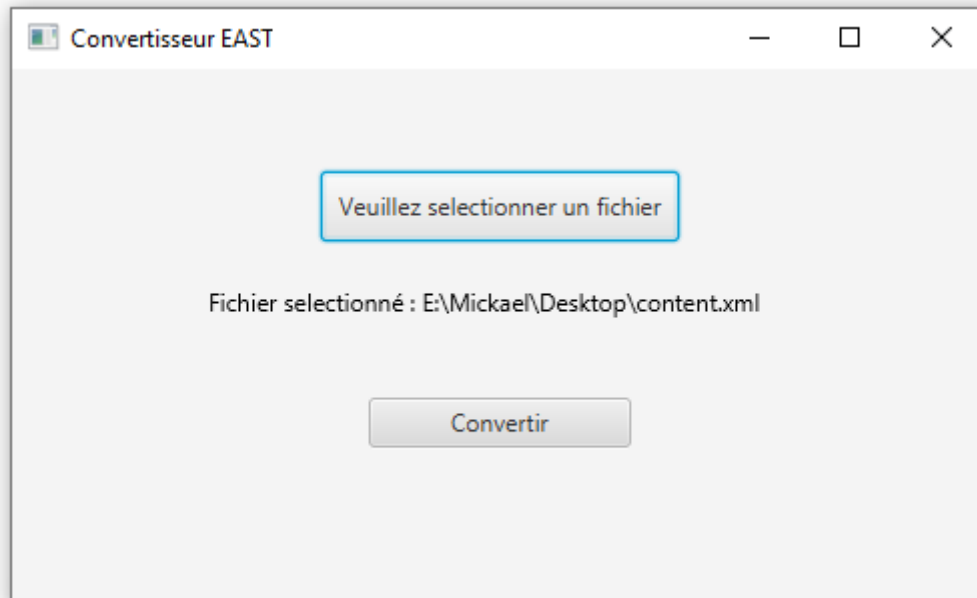 Convertisseur EAST
Veuillez selectionner un fichier
Fichier selectionné : E:\Mickael\Desktop\content.xml
Convertir